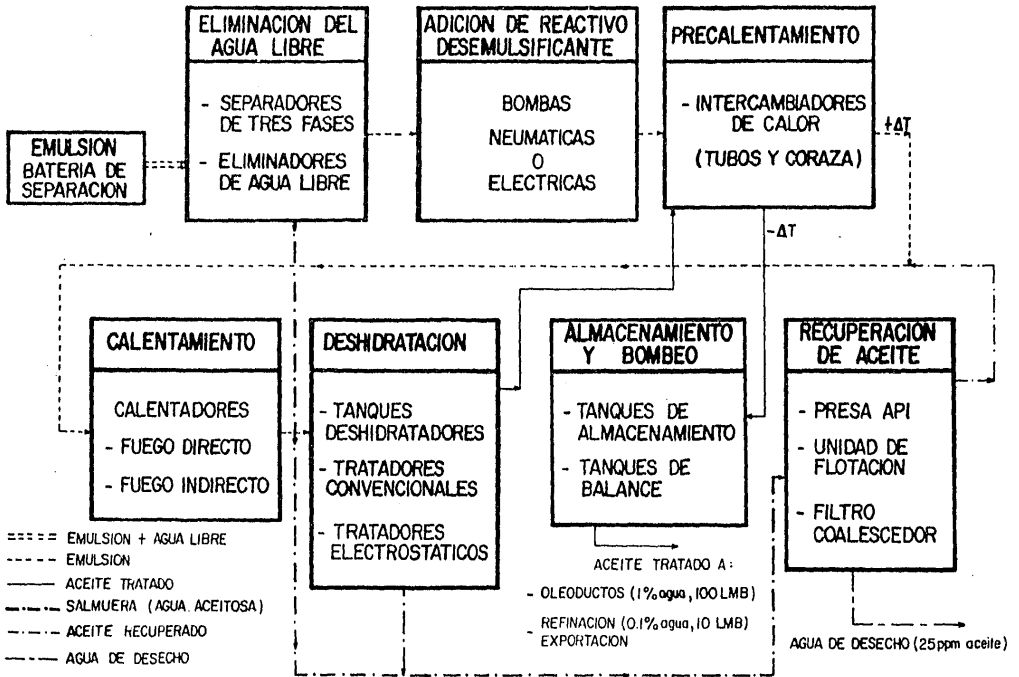 ELIMINACION DEL
AGUA LIBRE
- SEPARADORES
DE TRES FASES
- ELIMINADORES
DE AGUA LIBRE
ADICION DE REACTIVO
DESEMULSIFICANTE
BOMBAS
NEUMATICAS
O
ELECTRICAS
PRECALENTAMIENTO
- INTERCAMBIADORES
DE CALOR
(TUBOS Y CORAZA)
+ΔT
-ΔT
EMULSION
BATERIA DE
SEPARACION
CALENTAMIENTO
CALENTADORES
- FUEGO DIRECTO
- FUEGO INDIRECTO
DESHIDRATACION
- TANQUES
DESHIDRATADORES
- TRATADORES
CONVENCIONALES
- TRATADORES
ELECTROSTATICOS
ALMACENAMIENTO
Y BOMBEO
- TANQUES DE
ALMACENAMIENTO
- TANQUES DE
BALANCE
RECUPERACION
DE ACEITE
- PRESA API
- UNIDAD DE
FLOTACION
- FILTRO
COALESCEDOR
EMULSION + AGUA LIBRE
EMULSION
ACEITE TRATADO
SALMUERA (AGUA ACEITOSA)
ACEITE RECUPERADO
AGUA DE DESECHO
ACEITE TRATADO A:
- OLEODUCTOS (1% agua, 100 LMB)
- REFINACION (0.1% agua, 10 LMB)
EXPORTACION
AGUA DE DESECHO (25 ppm aceite)